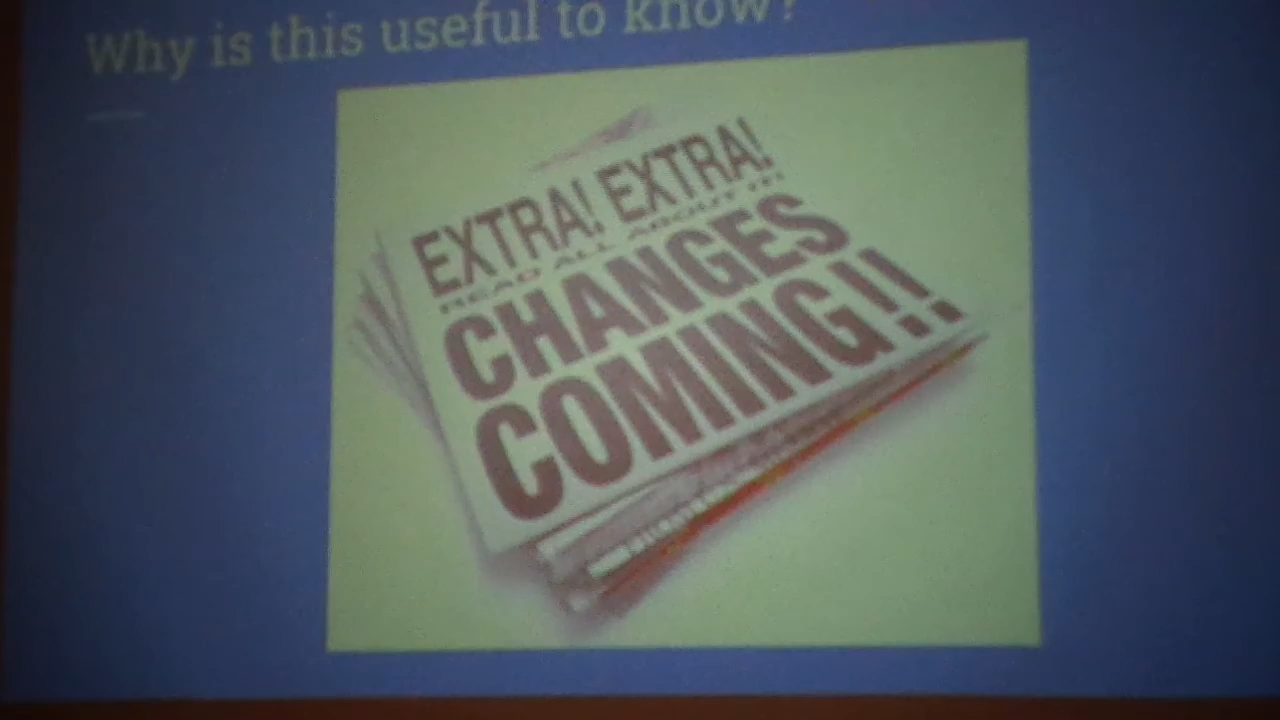 Why is this useful to know?
EXTRA! EXTRA!
READ ALL ABOUT IT!
CHANGES
COMING!!